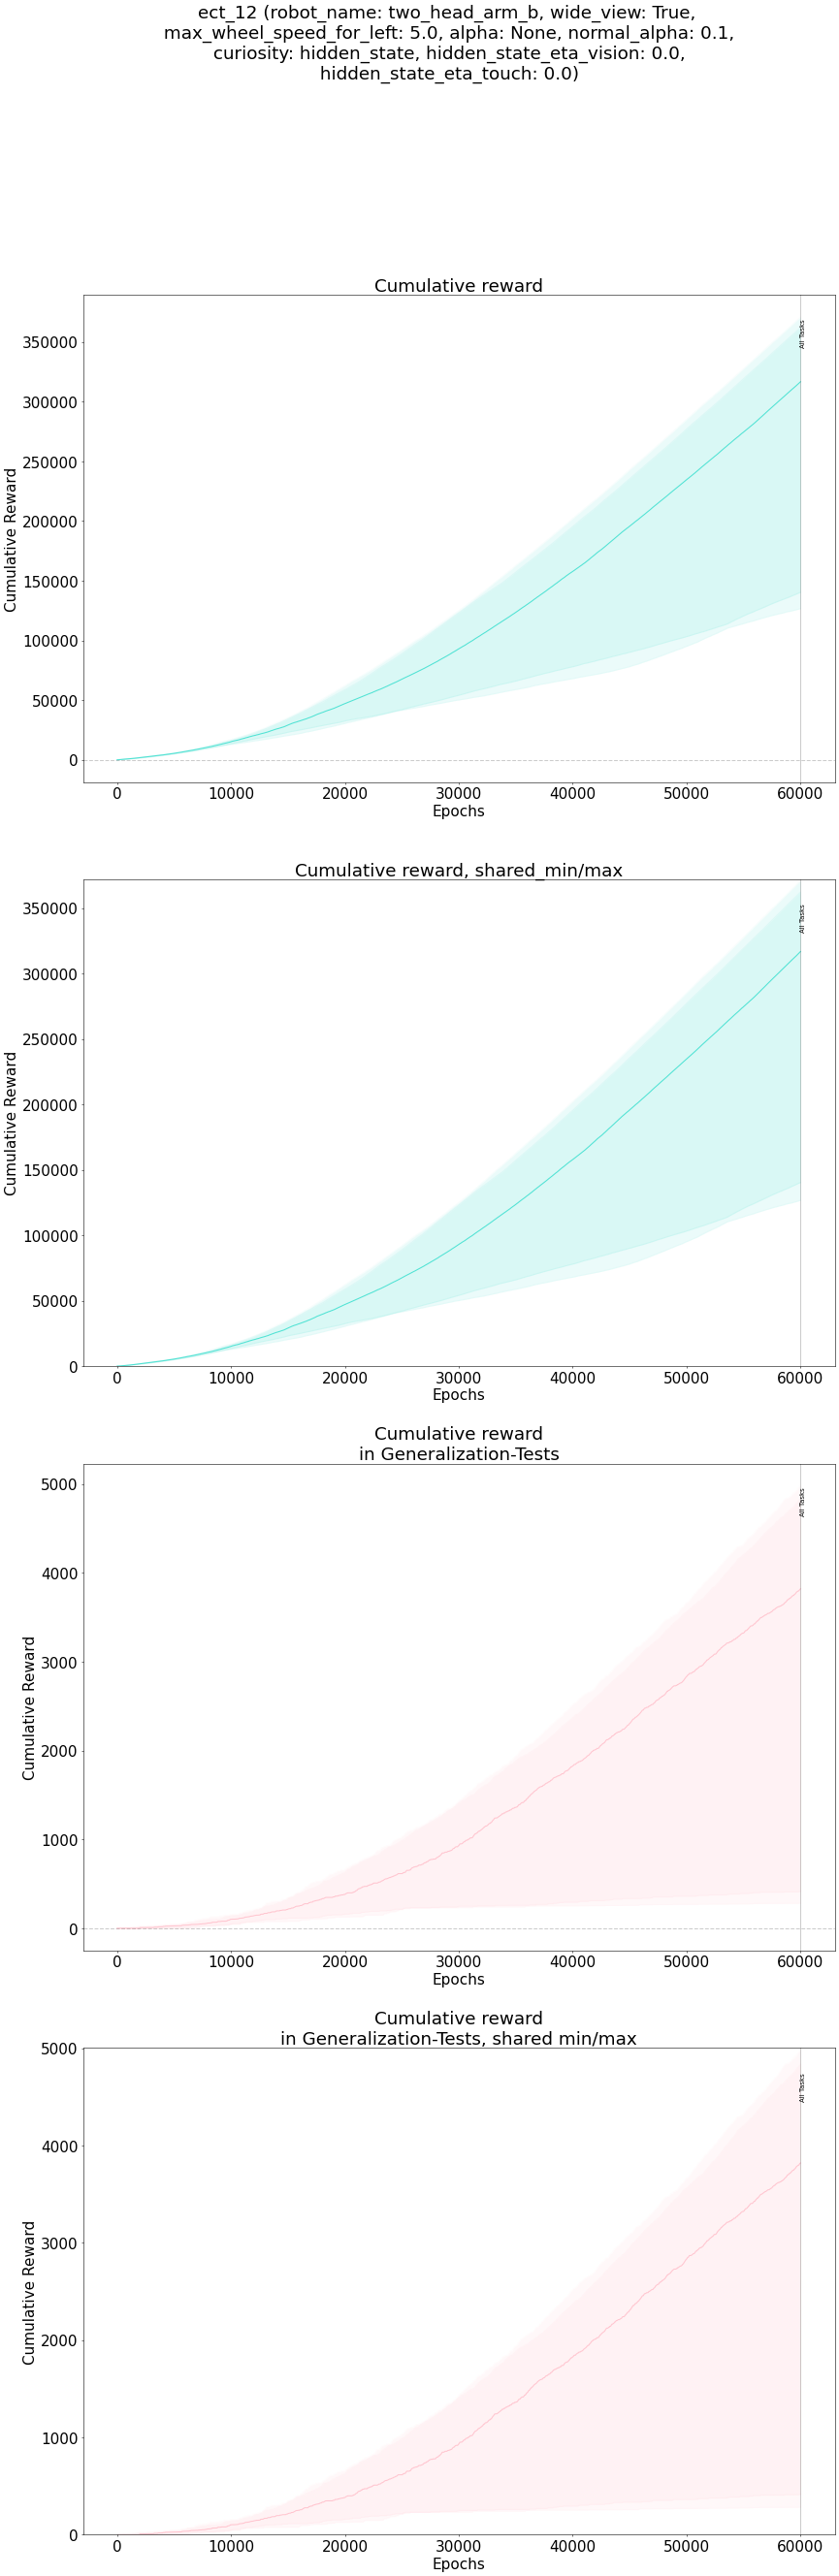 ect_12 (robot_name: two_head_arm_b, wide_view: True,
max_wheel_speed_for_left: 5.0, alpha: None, normal_alpha: 0.1,
curiosity: hidden_state, hidden_state_eta_vision: 0.0,
hidden_state_eta_touch: 0.0)
Cumulative reward
350000
300000
250000
200000
150000
100000
50000
0
Cumulative Reward
All Tasks
0 10000 20000 30000 40000 50000 60000
Epochs
Cumulative reward, shared_min/max
350000
300000
250000
200000
150000
100000
50000
0
Cumulative Reward
All Tasks
0 10000 20000 30000 40000 50000 60000
Epochs
Cumulative reward
in Generalization-Tests
5000
4000
3000
2000
1000
0
Cumulative Reward
All Tasks
0 10000 20000 30000 40000 50000 60000
Epochs
Cumulative reward
in Generalization-Tests, shared min/max
5000
4000
3000
2000
1000
0
Cumulative Reward
All Tasks
0 10000 20000 30000 40000 50000 60000
Epochs